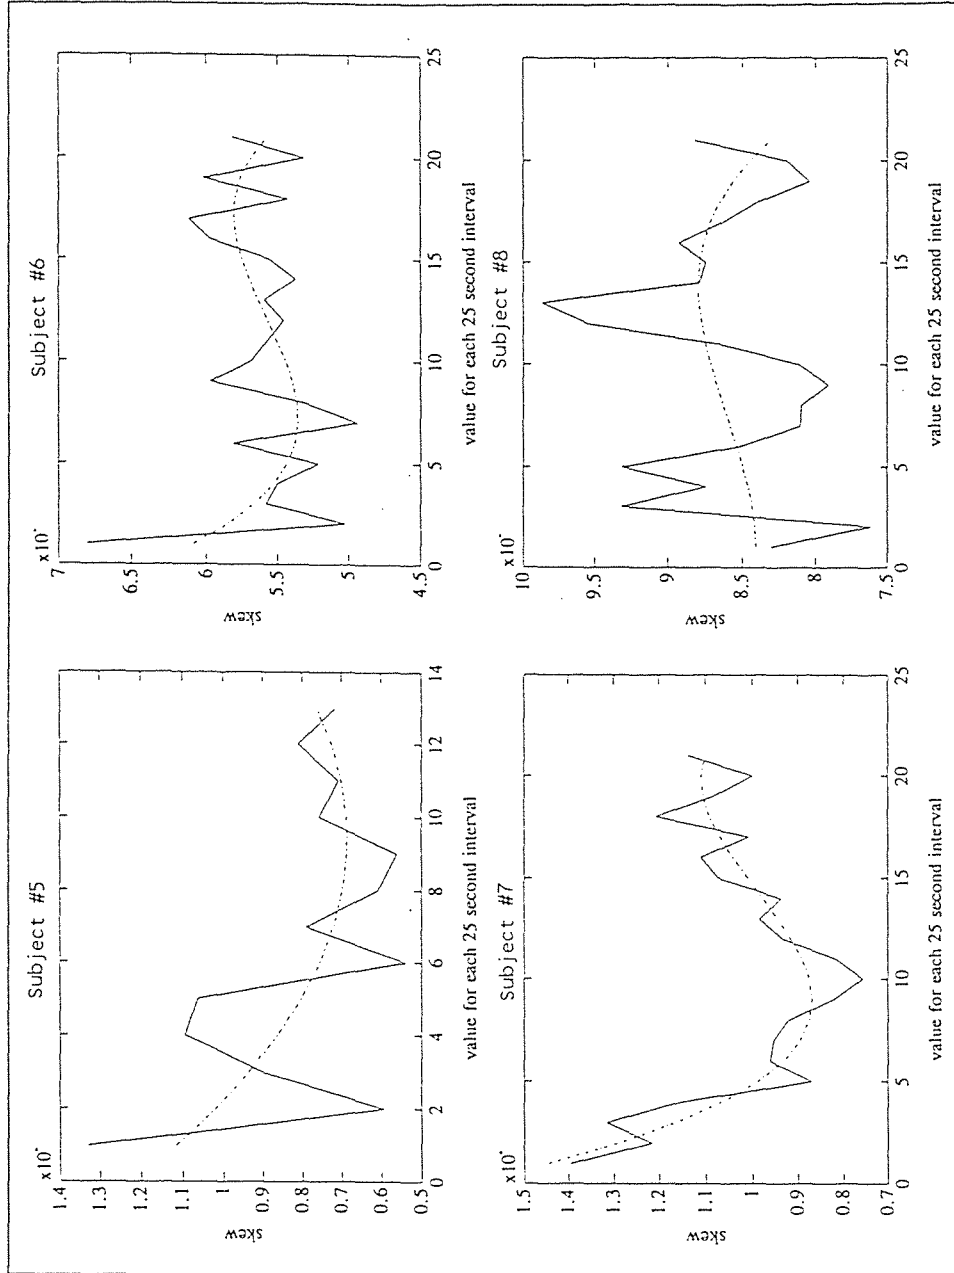 Subject #5
x10
skew
1.4
1.3
1.2
1.1
1
0.9
0.8
0.7
0.6
0.5
0 2 4 6 8 10 12 14
value for each 25 second interval
Subject #6
x10
skew
7
6.5
6
5.5
5
4.5
0 5 10 15 20 25
value for each 25 second interval
Subject #7
x10
skew
1.5
1.4
1.3
1.2
1.1
1
0.9
0.8
0.7
0 5 10 15 20 25
value for each 25 second interval
Subject #8
x10
skew
10
9.5
9
8.5
8
7.5
0 5 10 15 20 25
value for each 25 second interval